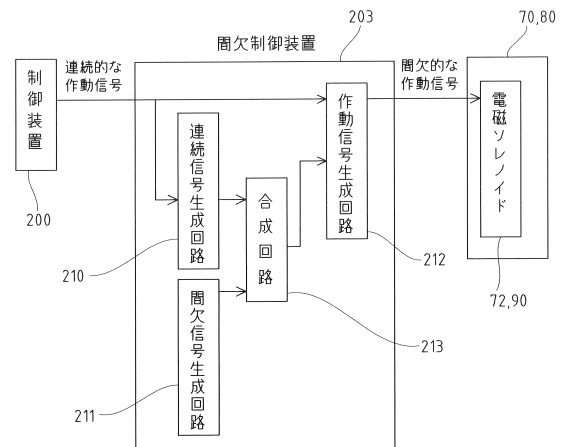 203
70,80
間欠制御装置
連続的な
作動信号
間欠的な
作動信号
制御装置
200
連続信号生成回路
210
合成回路
作動信号生成回路
212
電磁ソレノイド
72,90
間欠信号生成回路
211
213